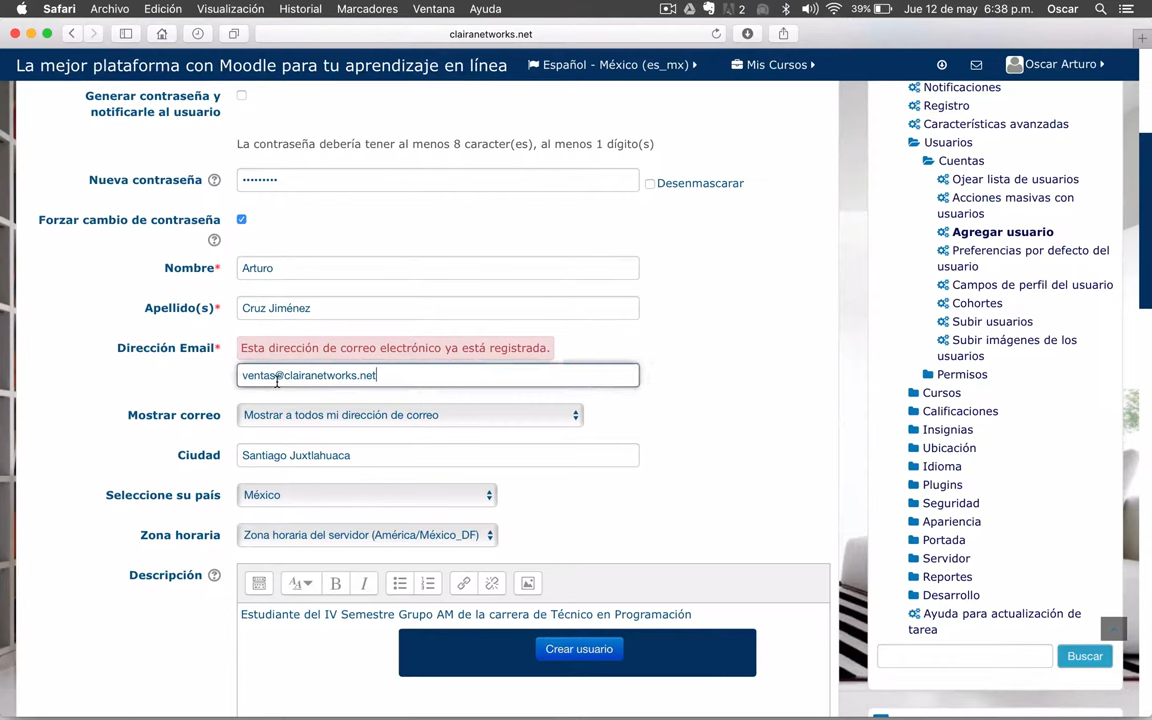 Safari Archivo Edición Visualización Historial Marcadores Ventana Ayuda 2 39% Jue 12 de may 6:38 p.m. Oscar
clairanetworks.net
La mejor plataforma con Moodle para tu aprendizaje en línea Español - México (es_mx) Mis Cursos Oscar Arturo
Generar contraseña y
notificarle al usuario
La contraseña debería tener al menos 8 caracter(es), al menos 1 dígito(s)
Nueva contraseña ••••••••• Desenmascarar
Forzar cambio de contraseña
Nombre* Arturo
Apellido(s)* Cruz Jiménez
Dirección Email* Esta dirección de correo electrónico ya está registrada.
ventas@clairanetworks.net
Mostrar correo Mostrar a todos mi dirección de correo
Ciudad Santiago Juxtlahuaca
Seleccione su país México
Zona horaria Zona horaria del servidor (América/México_DF)
Descripción
B I
Estudiante del IV Semestre Grupo AM de la carrera de Técnico en Programación
Crear usuario
Notificaciones
Registro
Características avanzadas
Usuarios
Cuentas
Ojear lista de usuarios
Acciones masivas con
usuarios
Agregar usuario
Preferencias por defecto del
usuario
Campos de perfil del usuario
Cohortes
Subir usuarios
Subir imágenes de los
usuarios
Permisos
Cursos
Calificaciones
Insignias
Ubicación
Idioma
Plugins
Seguridad
Apariencia
Portada
Servidor
Reportes
Desarrollo
Ayuda para actualización de
tarea
Buscar